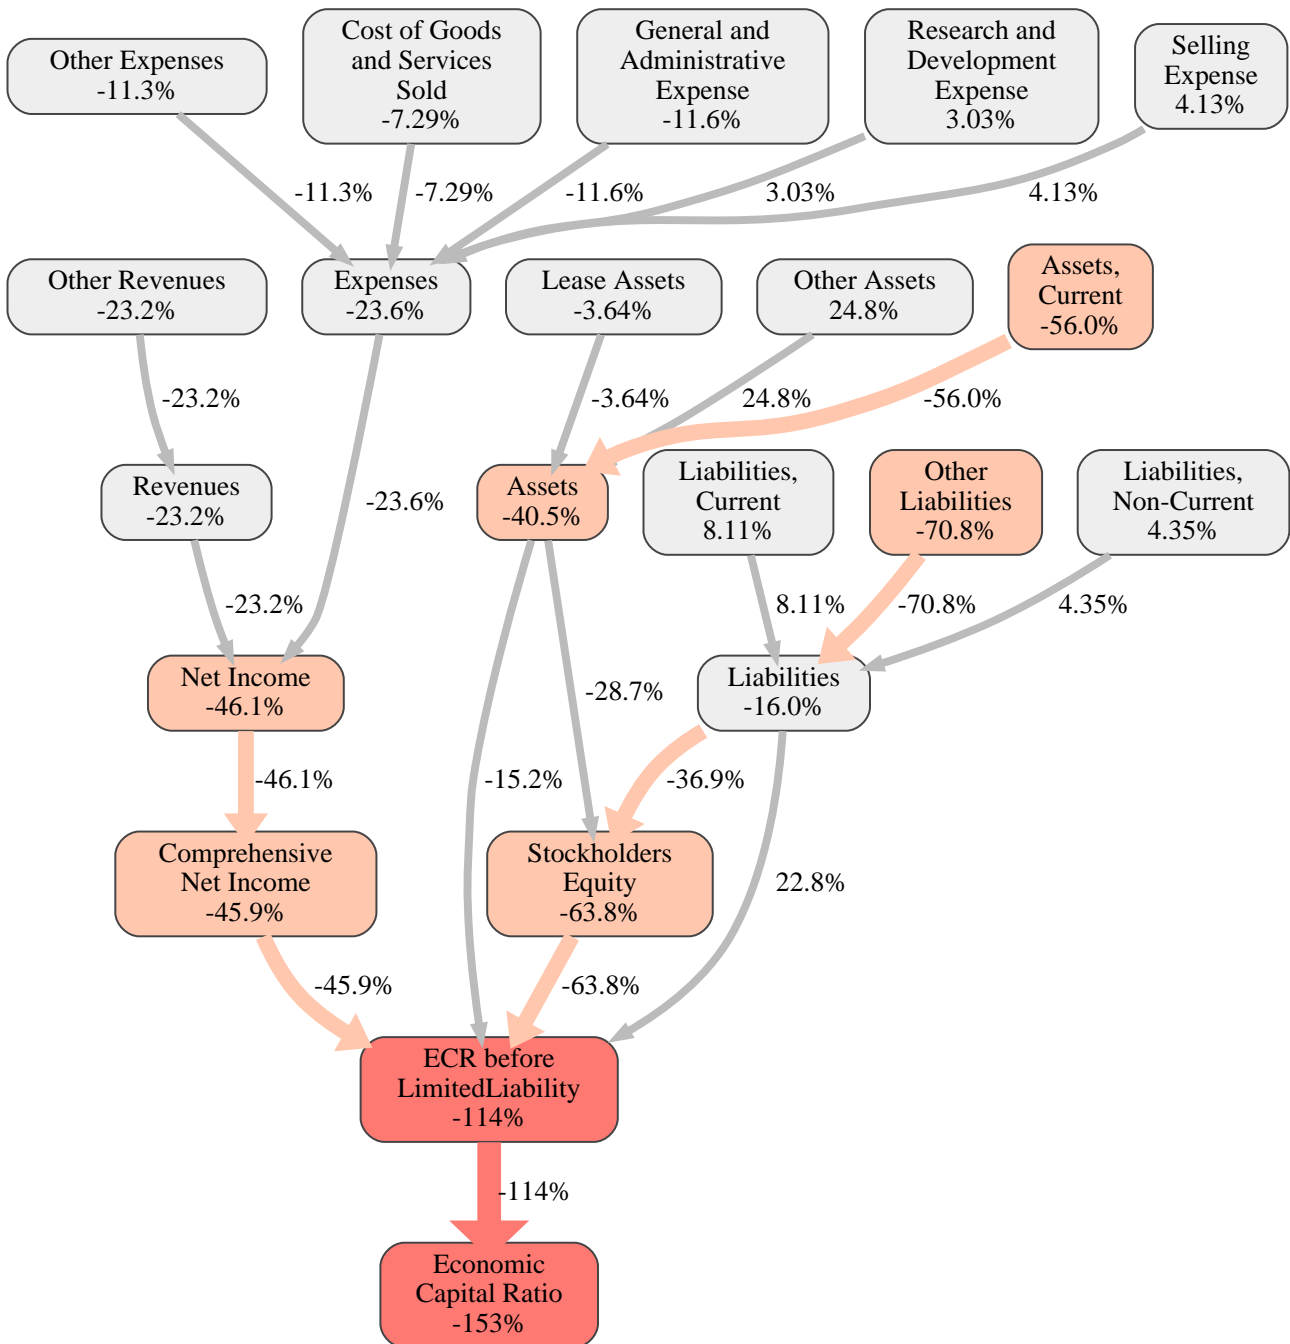 Other Expenses
-11.3%
Cost of Goods
and Services
Sold
-7.29%
General and
Administrative
Expense
-11.6%
Research and
Development
Expense
3.03%
Selling
Expense
4.13%
-11.3%
-7.29%
-11.6%
3.03%
4.13%
Other Revenues
-23.2%
Expenses
-23.6%
Lease Assets
-3.64%
Other Assets
24.8%
Assets,
Current
-56.0%
-23.2%
-3.64%
24.8%
-56.0%
Revenues
-23.2%
-23.6%
Assets
-40.5%
Liabilities,
Current
8.11%
Other
Liabilities
-70.8%
Liabilities,
Non-Current
4.35%
-23.2%
8.11%
-70.8%
4.35%
Net Income
-46.1%
-28.7%
Liabilities
-16.0%
-46.1%
-15.2%
-36.9%
Comprehensive
Net Income
-45.9%
Stockholders
Equity
-63.8%
22.8%
-45.9%
-63.8%
ECR before
LimitedLiability
-114%
-114%
Economic
Capital Ratio
-153%